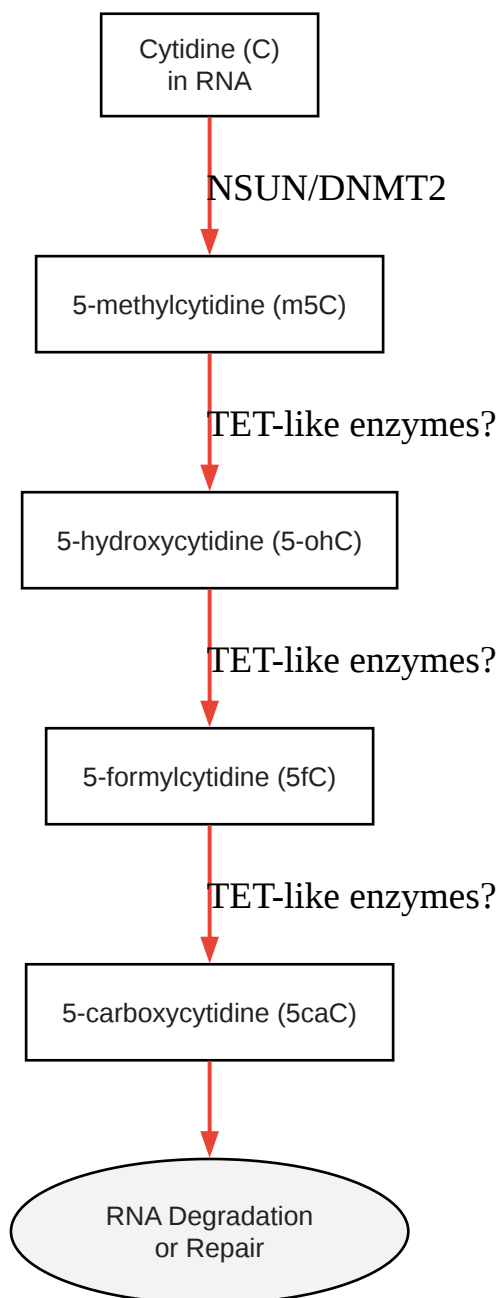 Cytidine (C)
in RNA
NSUN/DNMT2
5-methylcytidine (m5C)
TET-like enzymes?
5-hydroxycytidine (5-ohC)
TET-like enzymes?
5-formylcytidine (5fC)
TET-like enzymes?
5-carboxycytidine (5caC)
RNA Degradation
or Repair